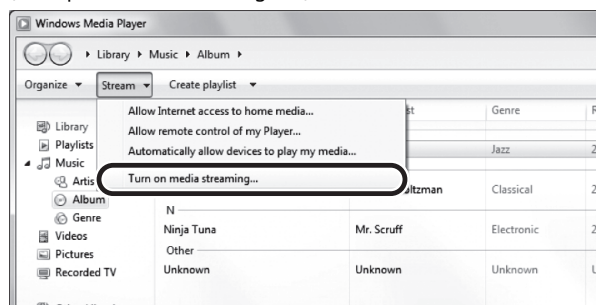 Windows Media Player
Library Music Album
Organize Stream Create playlist
Allow Internet access to home media...
Allow remote control of my Player...
Automatically allow devices to play my media...
Turn on media streaming...
Genre
Library
Playlists
Music
Artis
Album
Genre
Videos
Pictures
Recorded TV
Jazz
Classical
N
Ninja Tuna Mr. Scruff Electronic
Other
Unknown Unknown Unknown